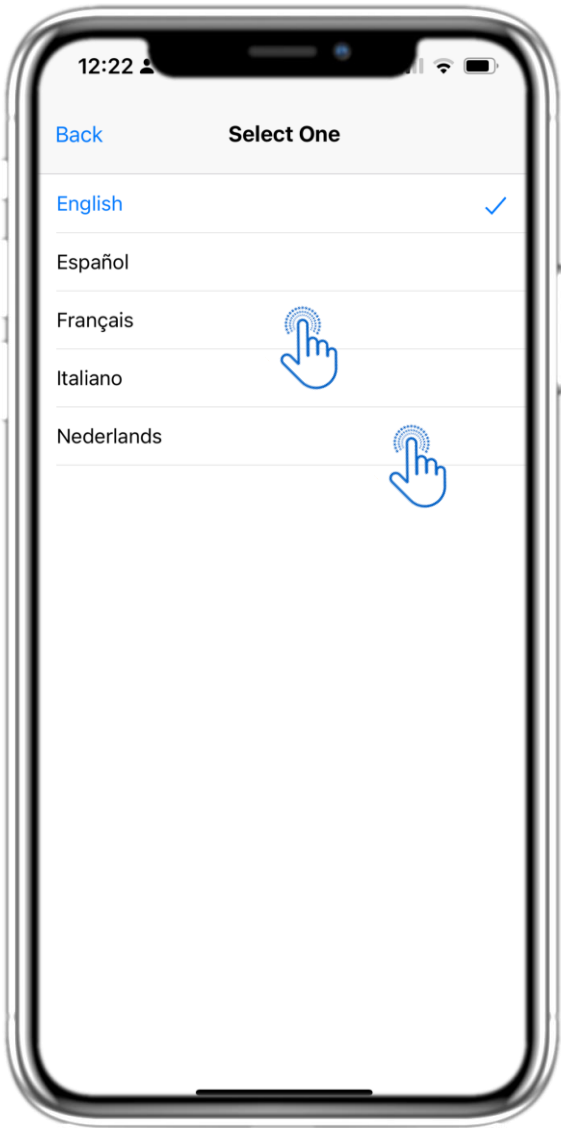 12:22
Back
Select One
English
Español
Français
Italiano
Nederlands